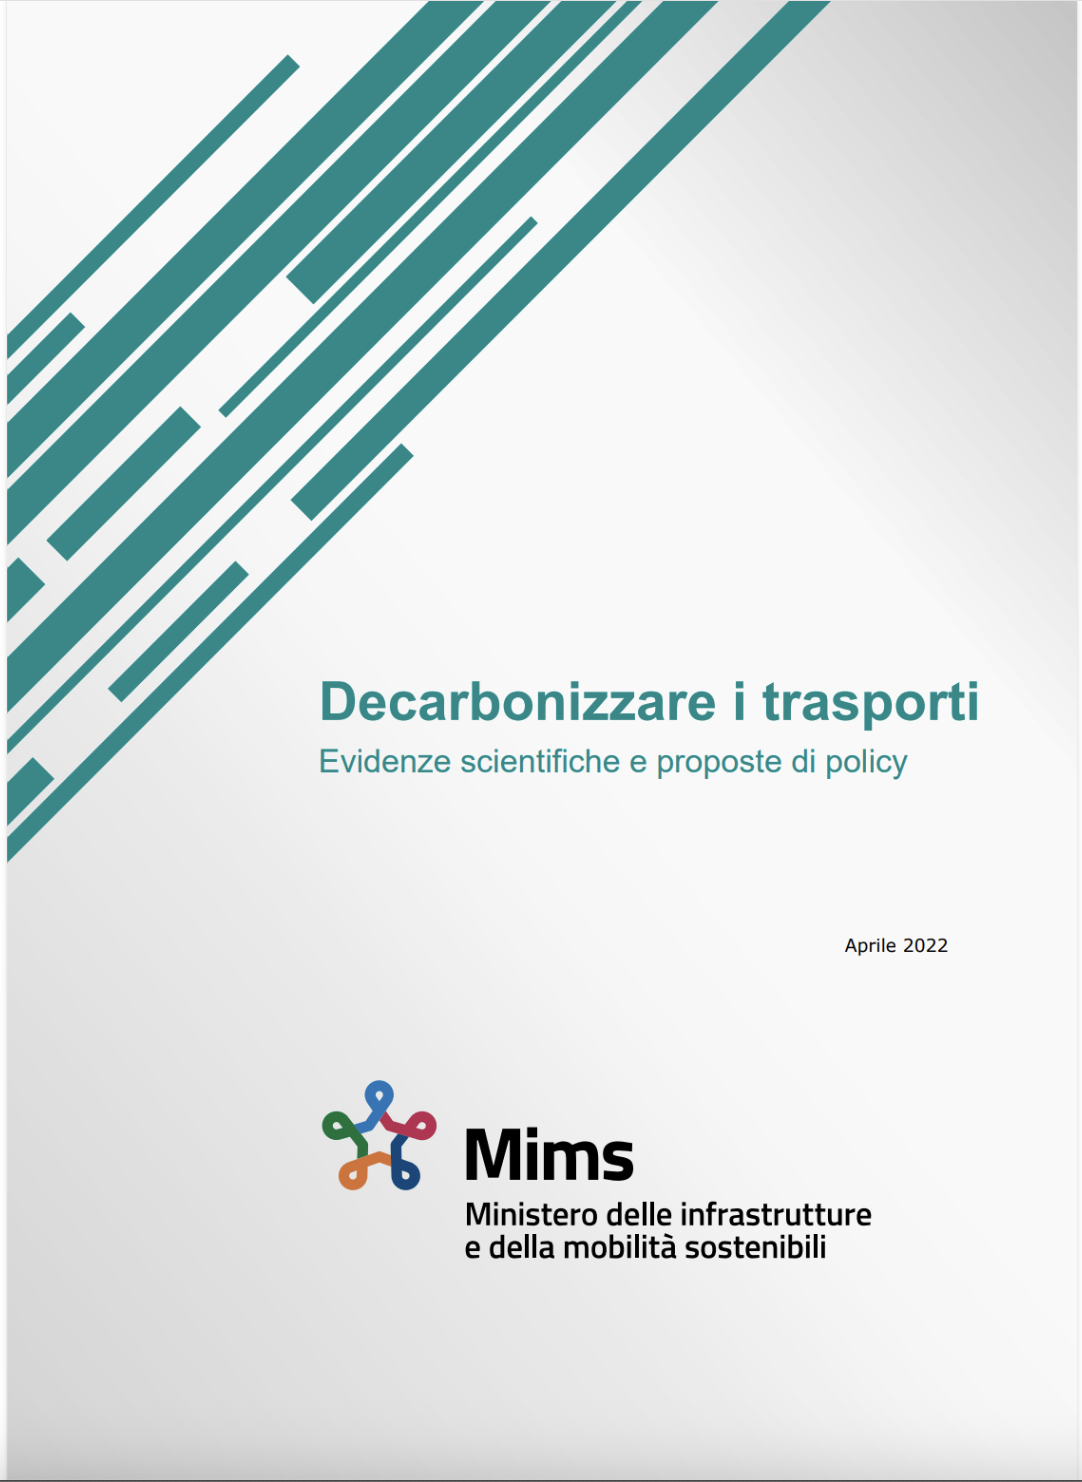 Decarbonizzare i trasporti
Evidenze scientifiche e proposte di policy
Aprile 2022
Mims
Ministero delle infrastrutture
e della mobilità sostenibili